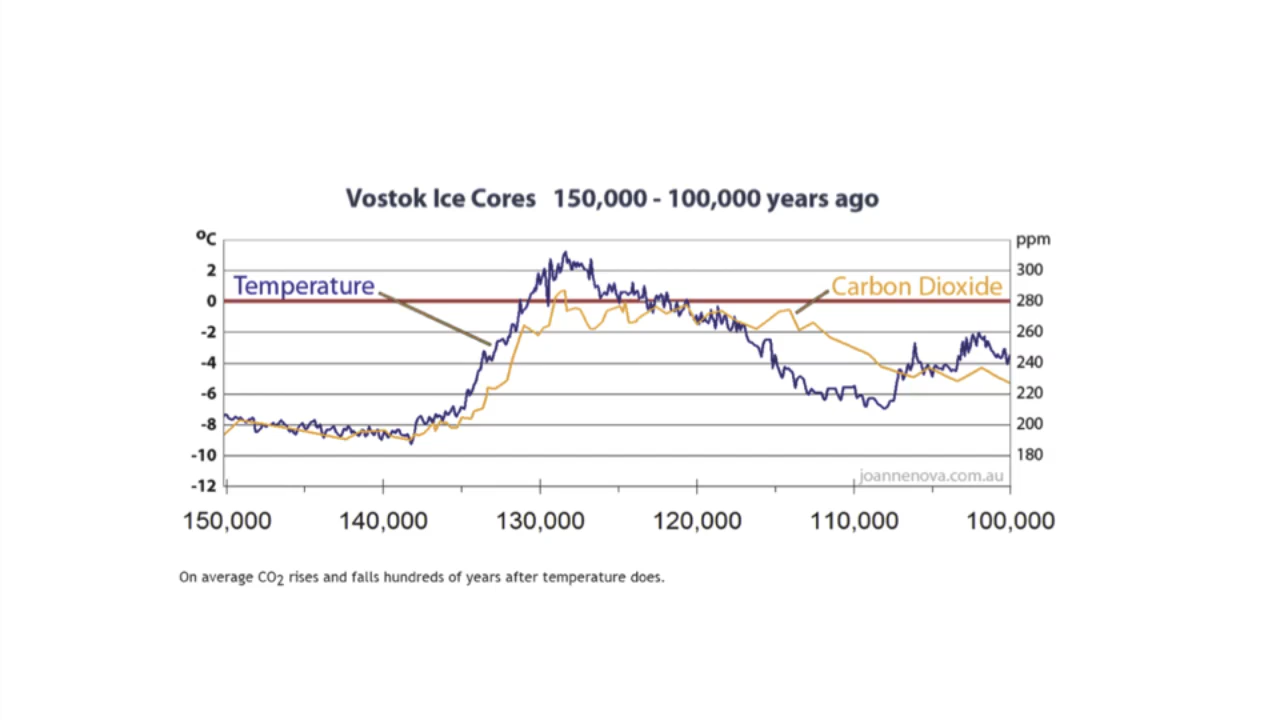 Vostok Ice Cores 150,000 - 100,000 years ago
ºC
ppm
2
300
Temperature
Carbon Dioxide
0
280
-2
260
-4
240
-6
220
-8
200
-10
180
joannenova.com.au
-12
150,000 140,000 130,000 120,000 110,000 100,000
On average CO₂ rises and falls hundreds of years after temperature does.